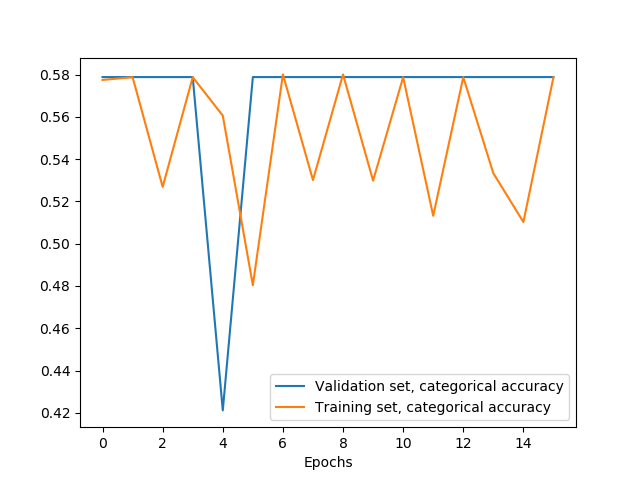 0.58
0.56
0.54
0.52
0.50
0.48
0.46
0.44
0.42
Validation set, categorical accuracy
Training set, categorical accuracy
0 2 4 6 8 10 12 14
Epochs